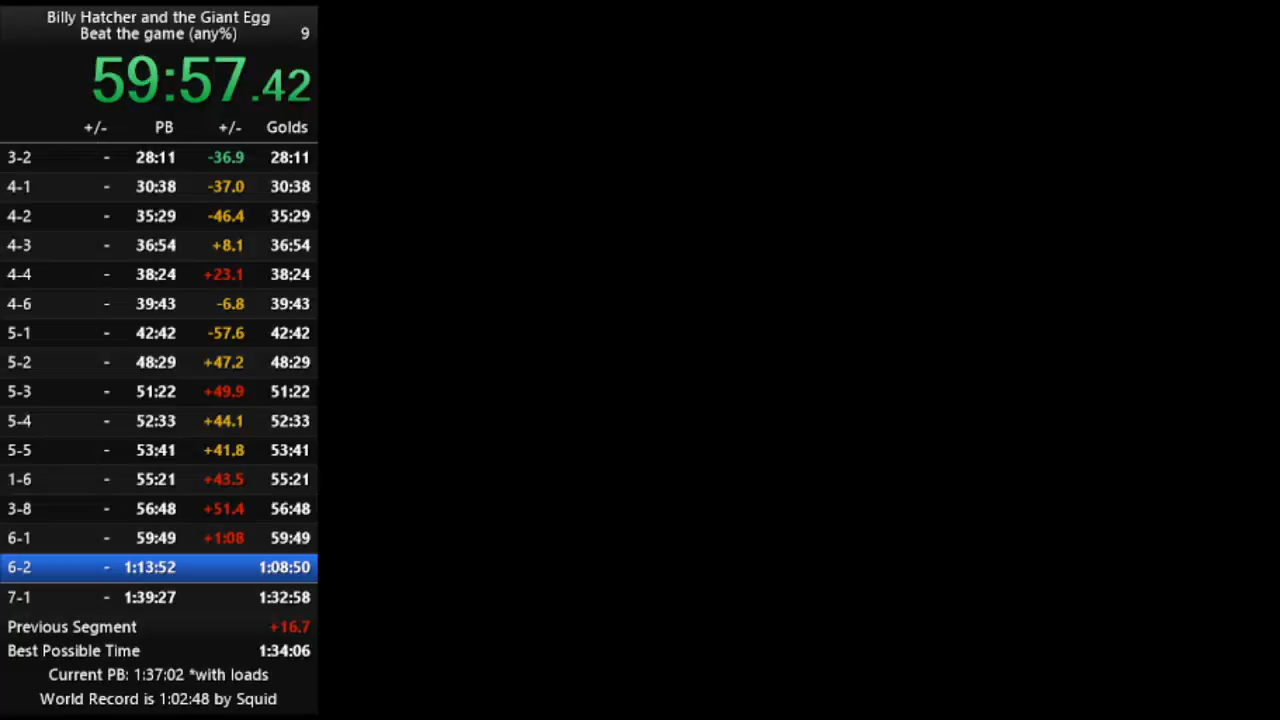 Billy Hatcher and the Giant Egg
Beat the game (any%) 9
59:57.42
+/- PB +/- Golds
3-2 - 28:11 -36.9 28:11
4-1 - 30:38 -37.0 30:38
4-2 - 35:29 -46.4 35:29
4-3 - 36:54 +8.1 36:54
4-4 - 38:24 +23.1 38:24
4-6 - 39:43 -6.8 39:43
5-1 - 42:42 -57.6 42:42
5-2 - 48:29 +47.2 48:29
5-3 - 51:22 +49.9 51:22
5-4 - 52:33 +44.1 52:33
5-5 - 53:41 +41.8 53:41
1-6 - 55:21 +43.5 55:21
3-8 - 56:48 +51.4 56:48
6-1 - 59:49 +1:08 59:49
6-2 - 1:13:52 1:08:50
7-1 - 1:39:27 1:32:58
Previous Segment +16.7
Best Possible Time 1:34:06
Current PB: 1:37:02 *with loads
World Record is 1:02:48 by Squid